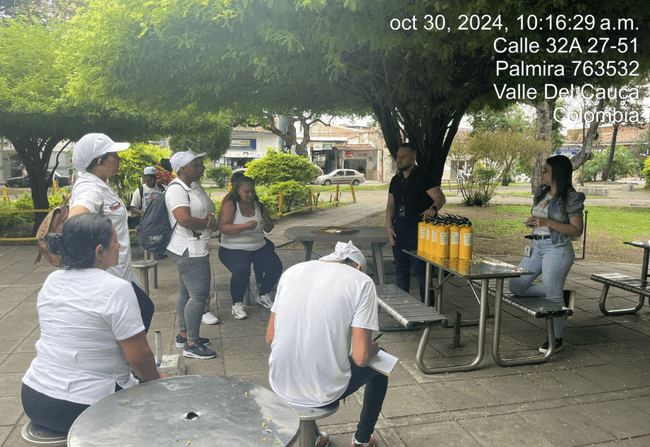 oct 30, 2024, 10:16:29 a.m.
Calle 32A 27-51
Palmira 763532
Valle Del Cauca
Colombia